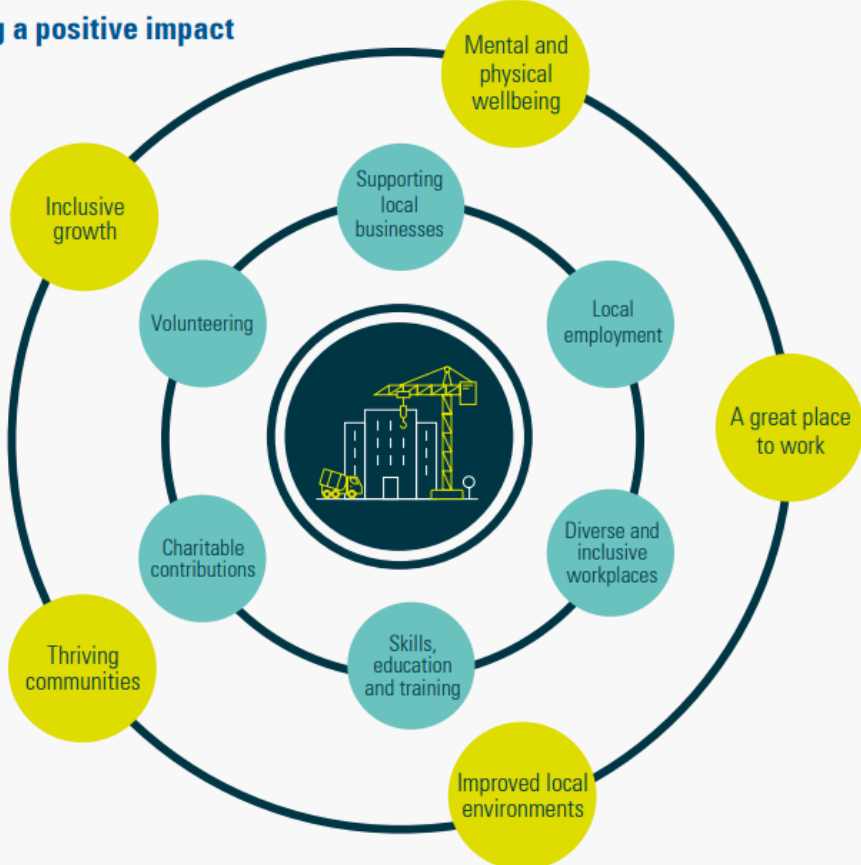 g a positive impact
Mental and
physical
wellbeing
Inclusive
growth
Supporting
local
businesses
Volunteering
Local
employment
A great place
to work
Charitable
contributions
Diverse and
inclusive
workplaces
Skills,
education
and training
Thriving
communities
Improved local
environments